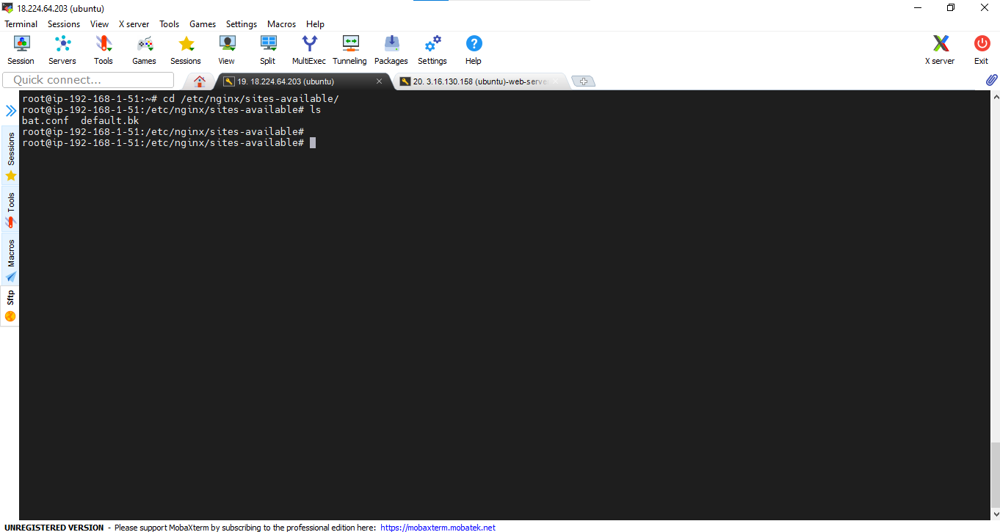 18.224.64.203 (ubuntu)
Terminal Sessions View X server Tools Games Settings Macros Help
Session Servers Tools Games Sessions View Split MultiExec Tunneling Packages Settings Help X server Exit
Quick connect... 19. 18.224.64.203 (ubuntu) 20. 3.16.130.158 (ubuntu)-web-serve
root@ip-192-168-1-51:~# cd /etc/nginx/sites-available/
root@ip-192-168-1-51:/etc/nginx/sites-available# ls
bat.conf  default.bk
root@ip-192-168-1-51:/etc/nginx/sites-available#
root@ip-192-168-1-51:/etc/nginx/sites-available#
Sessions
Tools
Macros
Sftp
UNREGISTERED VERSION - Please support MobaXterm by subscribing to the professional edition here: https://mobaxterm.mobatek.net